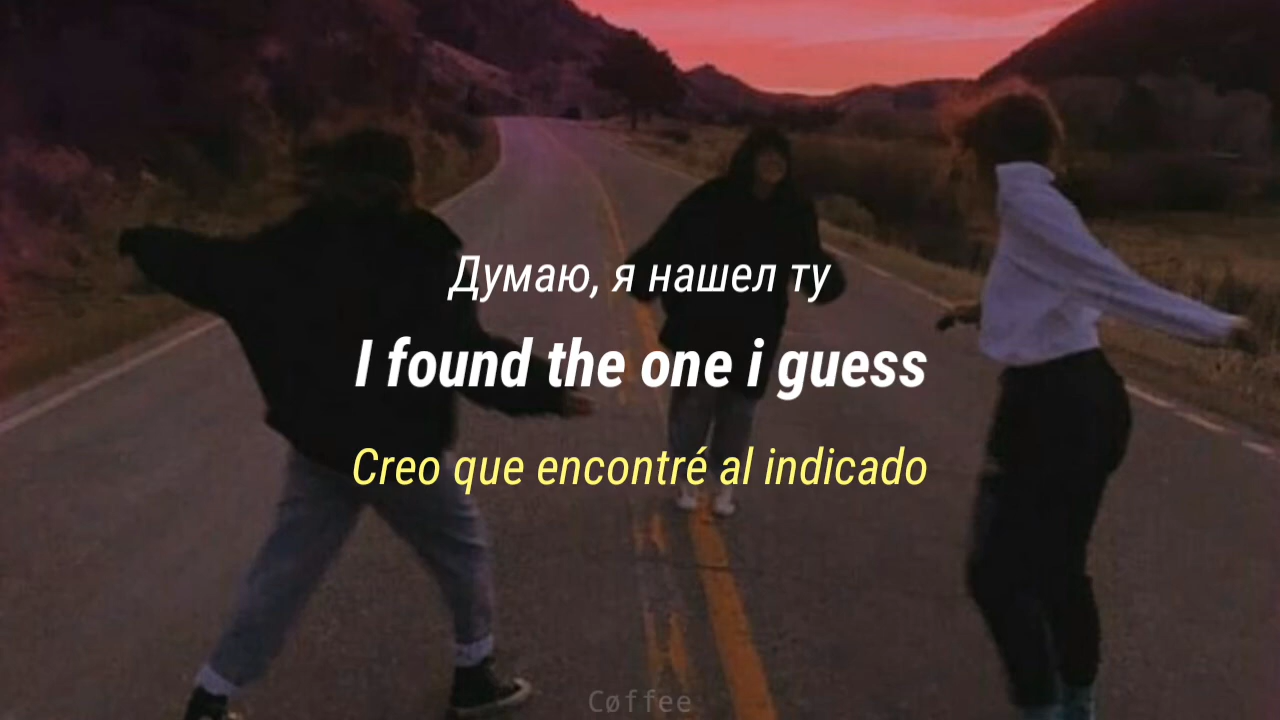 Думаю, я нашел ту
I found the one i guess
Creo que encontré al indicado
Cøffee